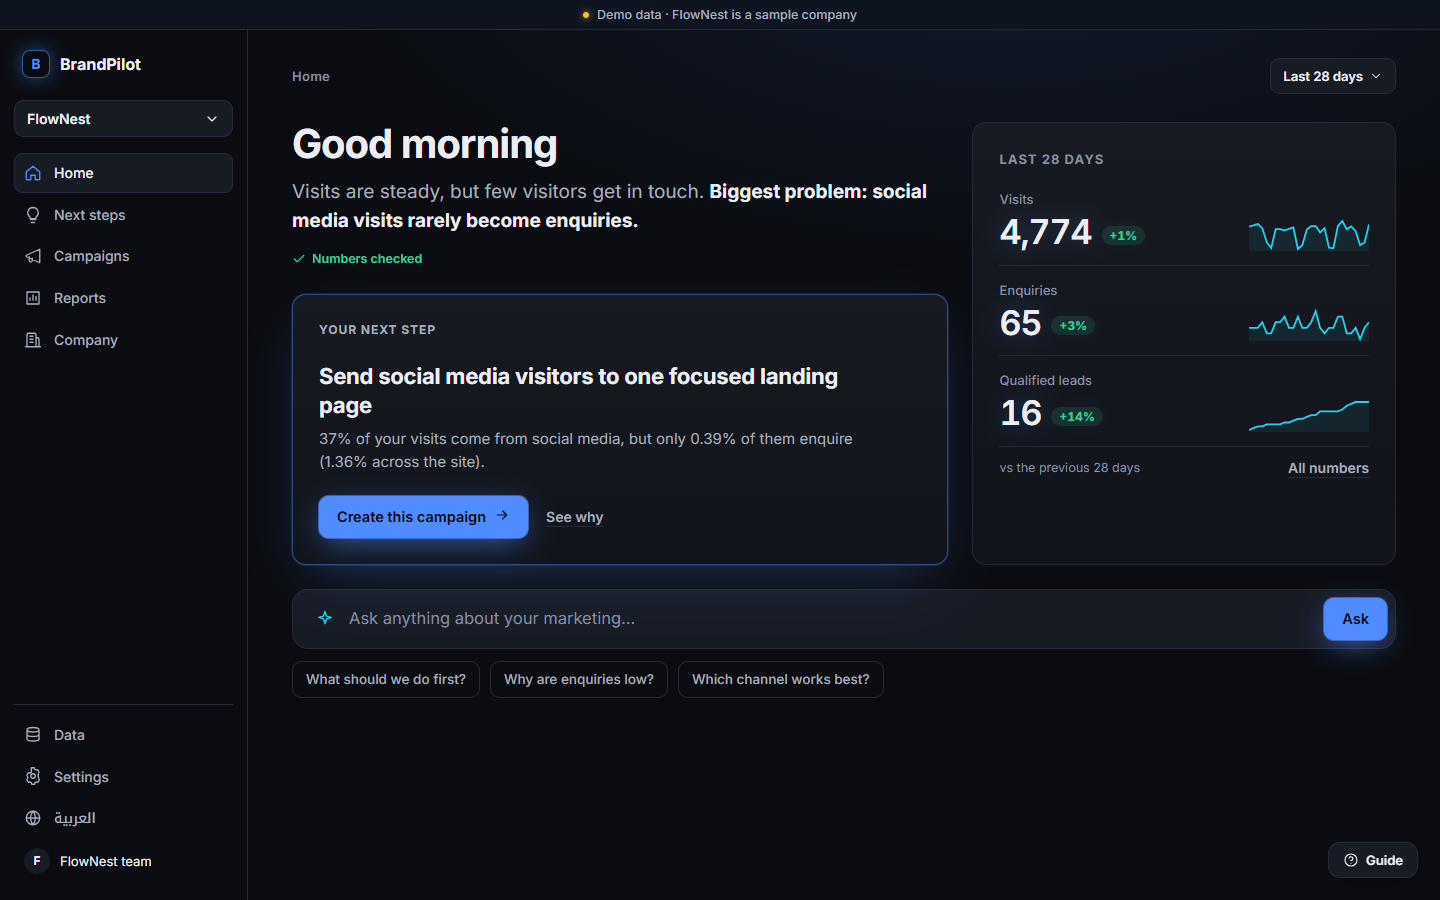 Demo data · FlowNest is a sample company
B BrandPilot
FlowNest
Home
Next steps
Campaigns
Reports
Company
Data
Settings
العربية
F FlowNest team
Home
Last 28 days
Good morning
Visits are steady, but few visitors get in touch. Biggest problem: social
media visits rarely become enquiries.
Numbers checked
YOUR NEXT STEP
Send social media visitors to one focused landing
page
37% of your visits come from social media, but only 0.39% of them enquire
(1.36% across the site).
Create this campaign →
See why
LAST 28 DAYS
Visits
4,774 +1%
Enquiries
65 +3%
Qualified leads
16 +14%
vs the previous 28 days
All numbers
Ask anything about your marketing...
Ask
What should we do first?
Why are enquiries low?
Which channel works best?
Guide